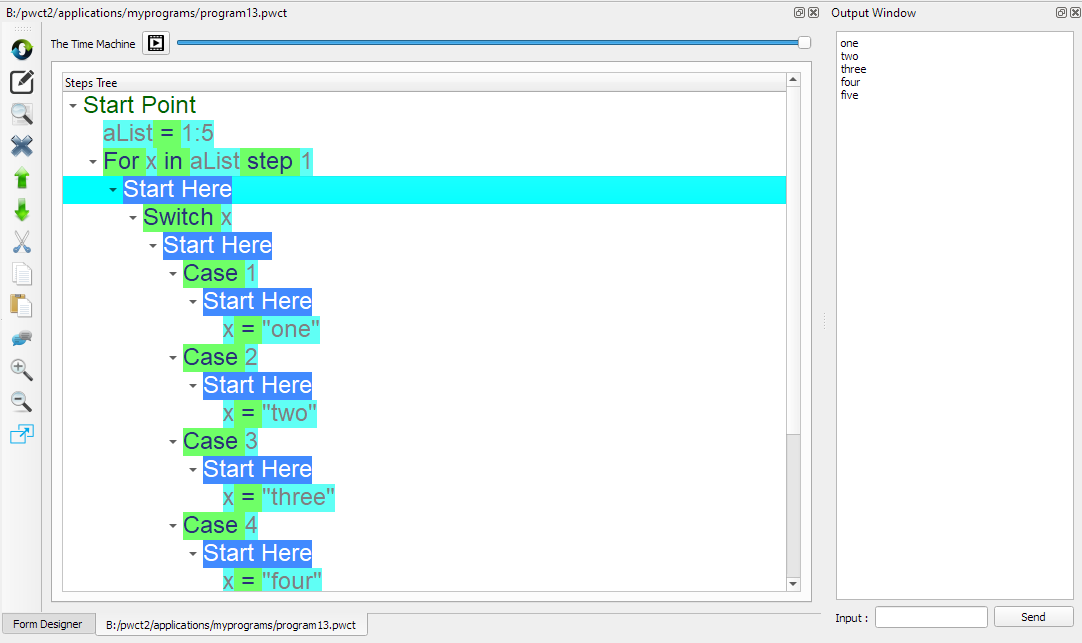 B:/pwct2/applications/myprograms/program13.pwct
The Time Machine
Steps Tree
Start Point
aList = 1:5
For x in aList step 1
Start Here
Switch x
Start Here
Case 1
Start Here
x = "one"
Case 2
Start Here
x = "two"
Case 3
Start Here
x = "three"
Case 4
Start Here
x = "four"
Form Designer
B:/pwct2/applications/myprograms/program13.pwct
Output Window
one
two
three
four
five
Input :
Send